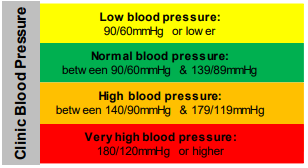 Clinic Blood Pressure
Low blood pressure:
90/60mmHg or lower
Normal blood pressure:
between 90/60mmHg & 139/89mmHg
High blood pressure:
between 140/90mmHg & 179/119mmHg
Very high blood pressure:
180/120mmHg or higher